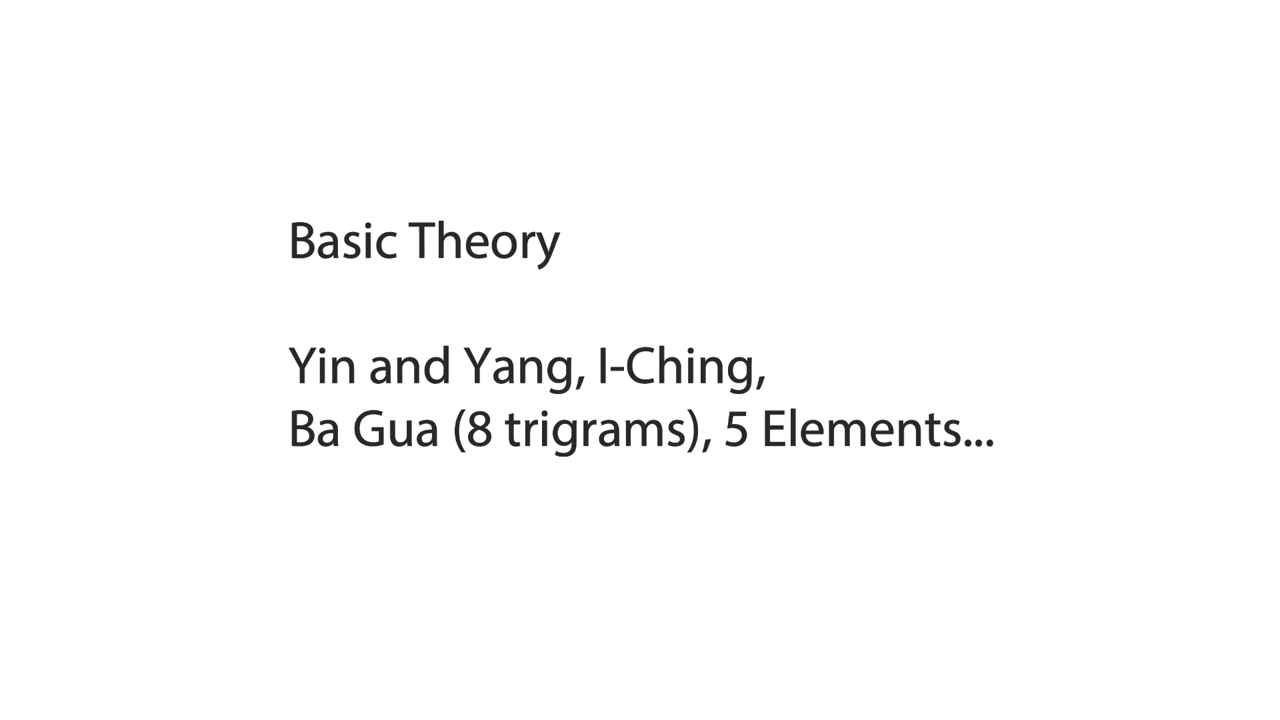 Basic Theory
Yin and Yang, I-Ching,
Ba Gua (8 trigrams), 5 Elements...